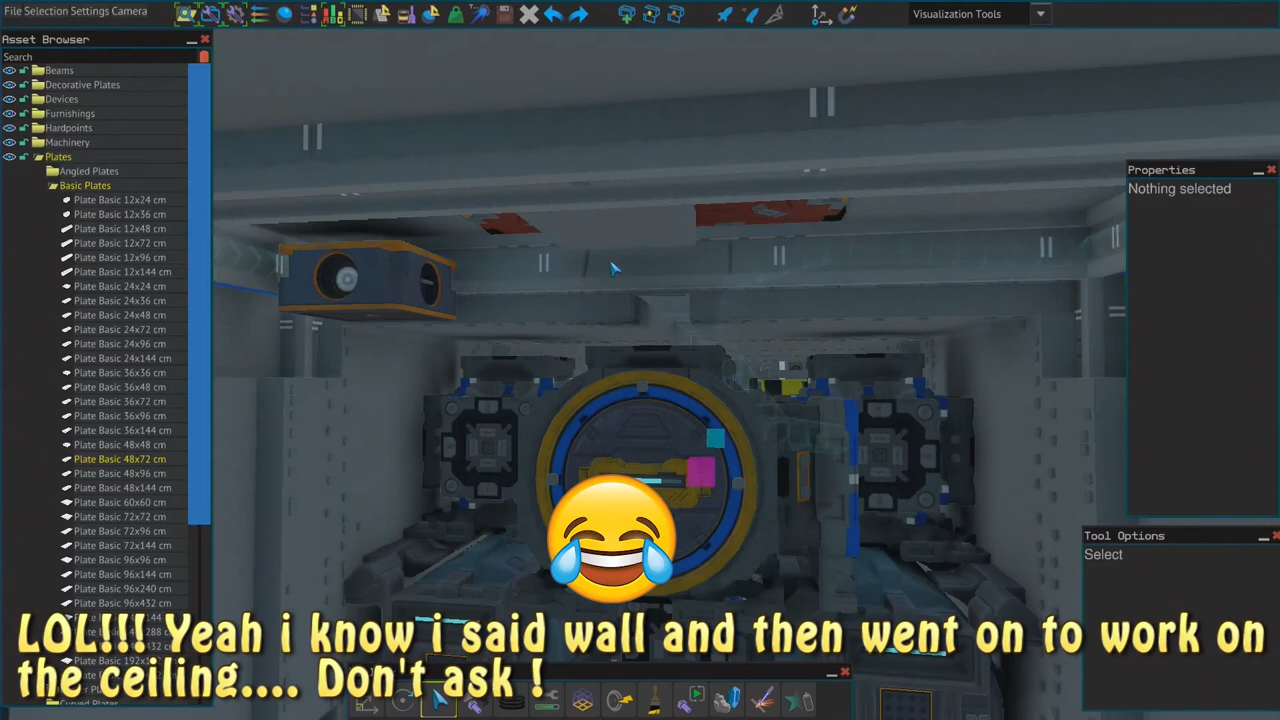 File Selection Settings Camera
Visualization Tools
Asset Browser
Search
Beams
Decorative Plates
Devices
Furnishings
Hardpoints
Machinery
Plates
Angled Plates
Basic Plates
Plate Basic 12x24 cm
Plate Basic 12x36 cm
Plate Basic 12x48 cm
Plate Basic 12x72 cm
Plate Basic 12x96 cm
Plate Basic 12x144 cm
Plate Basic 24x24 cm
Plate Basic 24x36 cm
Plate Basic 24x48 cm
Plate Basic 24x72 cm
Plate Basic 24x96 cm
Plate Basic 24x144 cm
Plate Basic 36x36 cm
Plate Basic 36x48 cm
Plate Basic 36x72 cm
Plate Basic 36x96 cm
Plate Basic 36x144 cm
Plate Basic 48x48 cm
Plate Basic 48x72 cm
Plate Basic 48x96 cm
Plate Basic 48x144 cm
Plate Basic 60x60 cm
Plate Basic 72x72 cm
Plate Basic 72x96 cm
Plate Basic 72x144 cm
Plate Basic 96x96 cm
Plate Basic 96x144 cm
Plate Basic 96x240 cm
Plate Basic 96x432 cm
Properties
Nothing selected
Tool Options
Select
LOL!!! Yeah i know i said wall and then went on to work on
the ceiling.... Don't ask !